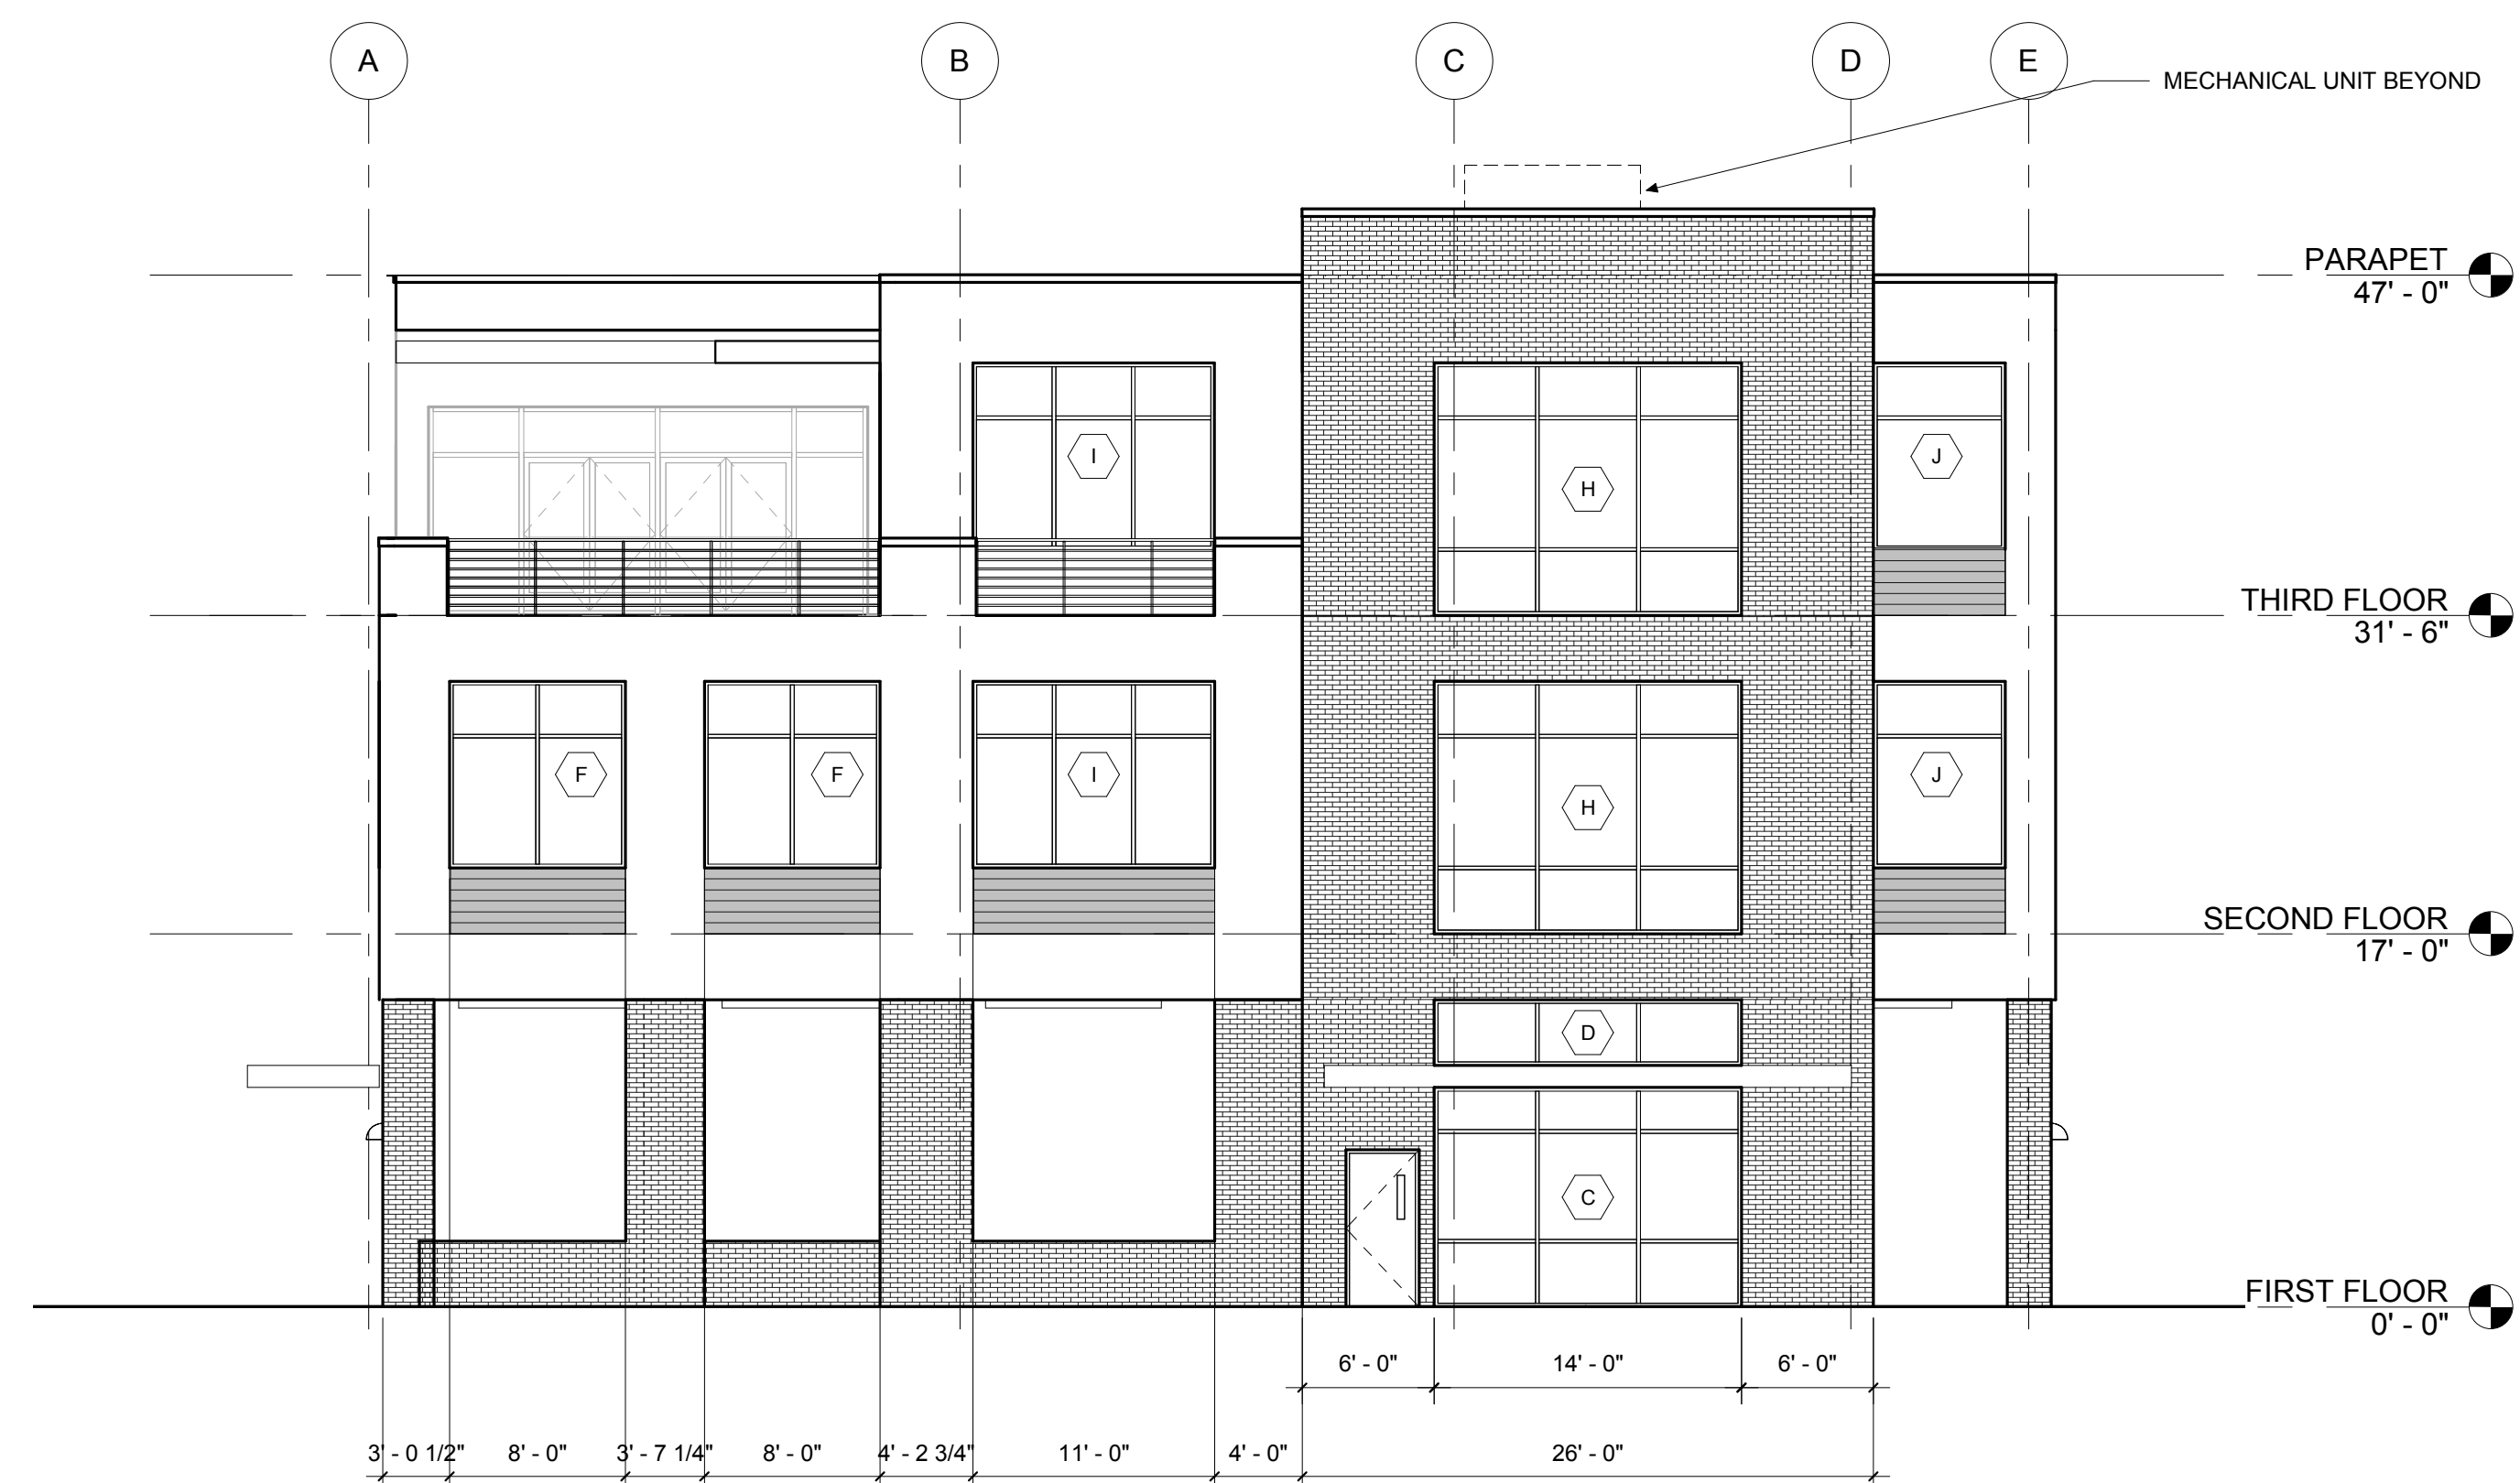 A
B
C
D
E
MECHANICAL UNIT BEYOND
PARAPET
47' - 0"
I
H
J
THIRD FLOOR
31' - 6"
F
F
I
H
J
SECOND FLOOR
17' - 0"
D
C
FIRST FLOOR
0' - 0"
6' - 0"
14' - 0"
6' - 0"
3' - 0 1/2"
8' - 0"
3' - 7 1/4"
8' - 0"
4' - 2 3/4"
11' - 0"
4' - 0"
26' - 0"